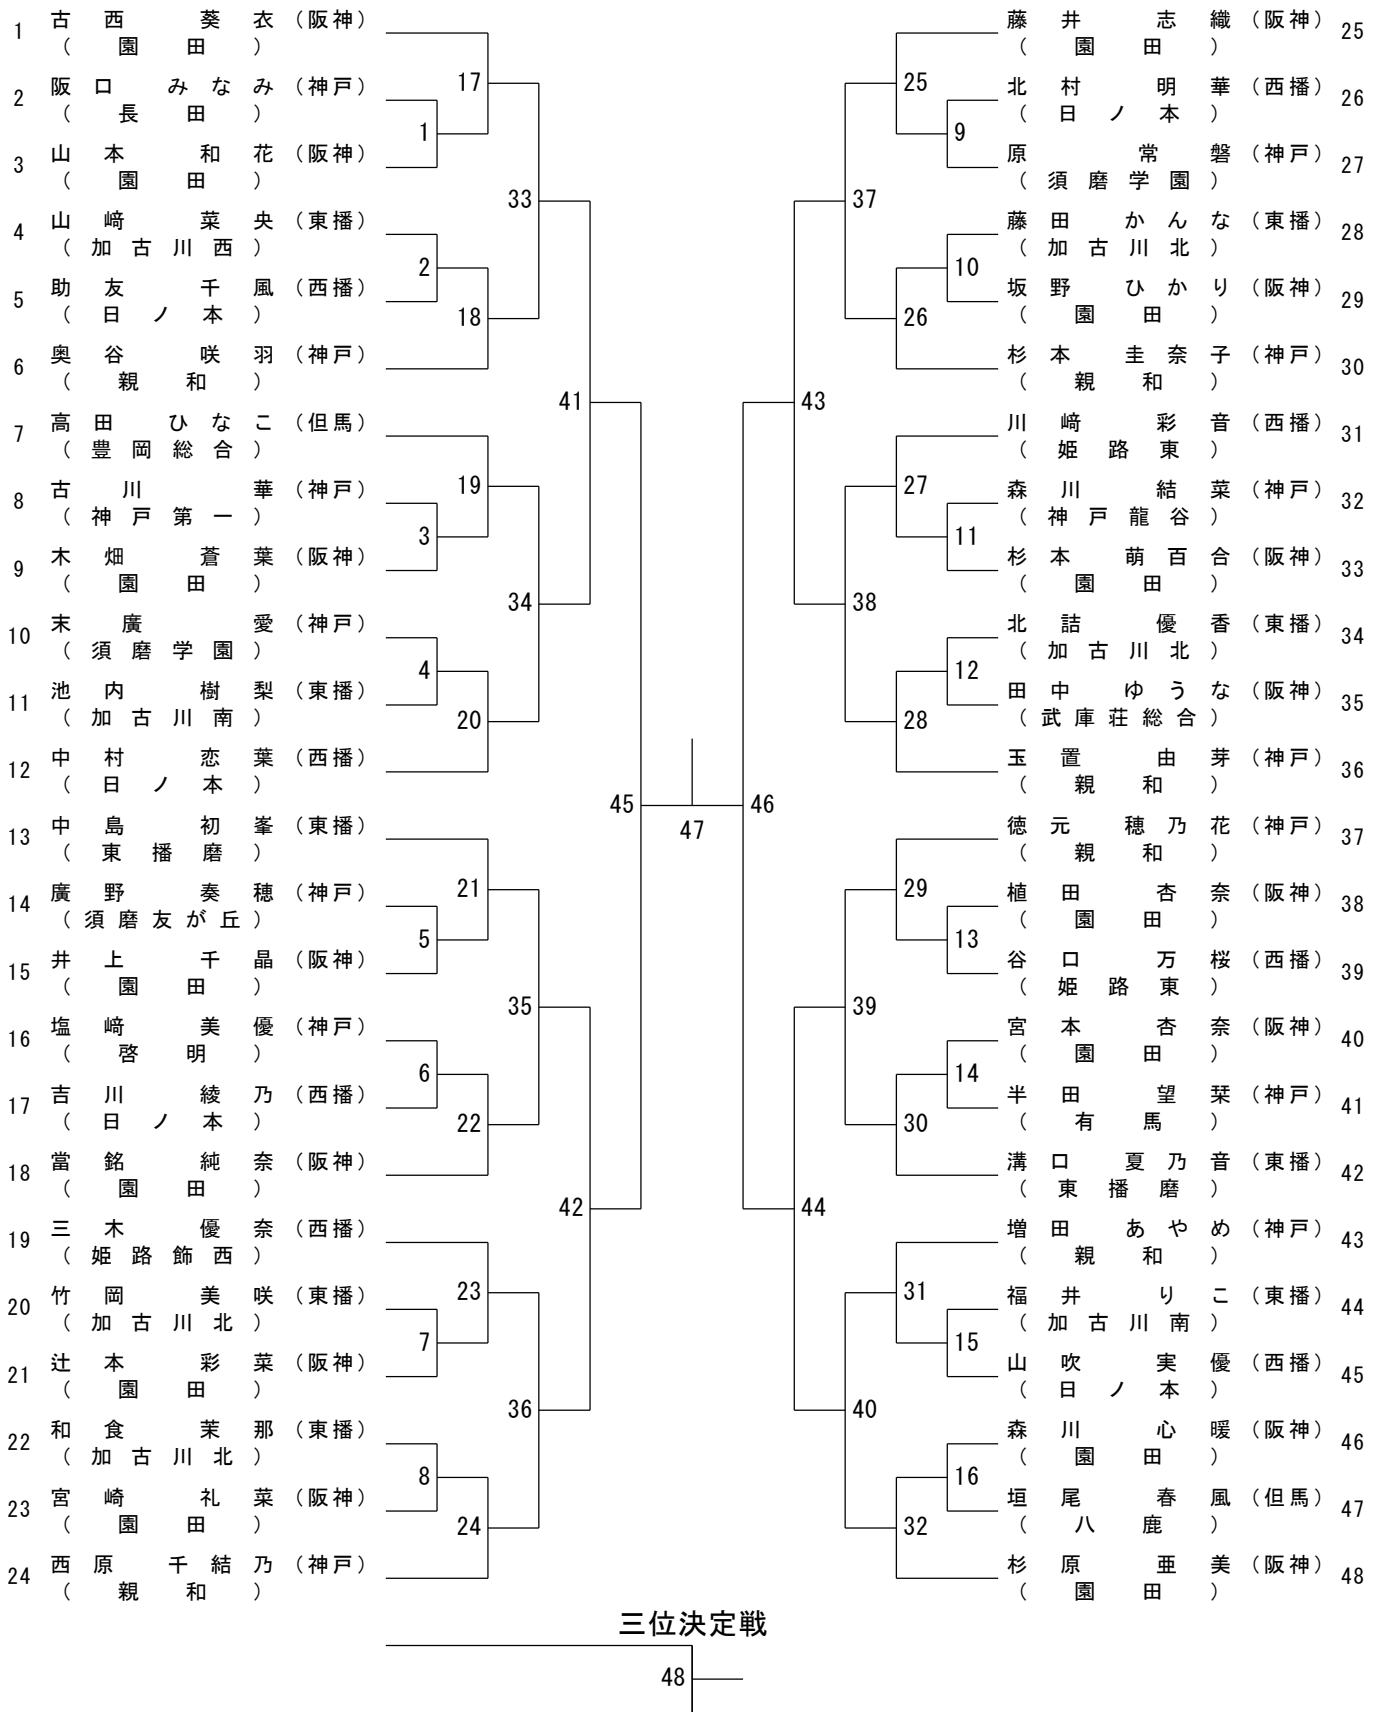 1 古西 葵衣 (阪神)
(園田)
2 阪口 みなみ (神戸)
(長田)
3 山本 和花 (阪神)
(園田)
4 山﨑 菜央 (東播)
(加古川西)
5 助友 千風 (西播)
(日ノ本)
6 奥谷 咲羽 (神戸)
(親和)
7 高田 ひなこ (但馬)
(豊岡総合)
8 古川 華 (神戸)
(神戸第一)
9 木畑 蒼葉 (阪神)
(園田)
10 末廣 愛 (神戸)
(須磨学園)
11 池内 樹梨 (東播)
(加古川南)
12 中村 恋葉 (西播)
(日ノ本)
13 中島 初峯 (東播)
(東播磨)
14 廣野 奏穂 (神戸)
(須磨友が丘)
15 井上 千晶 (阪神)
(園田)
16 塩﨑 美優 (神戸)
(啓明)
17 吉川 綾乃 (西播)
(日ノ本)
18 當銘 純奈 (阪神)
(園田)
19 三木 優奈 (西播)
(姫路飾西)
20 竹岡 美咲 (東播)
(加古川北)
21 辻本 彩菜 (阪神)
(園田)
22 和食 茉那 (東播)
(加古川北)
23 宮崎 礼菜 (阪神)
(園田)
24 西原 千結乃 (神戸)
(親和)
1
2
3
4
5
6
7
8
17
18
19
20
21
22
23
24
33
34
35
36
41
42
45
47
46
43
44
37
38
39
40
25
26
27
28
29
30
31
32
9
10
11
12
13
14
15
16
藤井 志織 (阪神) 25
(園田)
北村 明華 (西播) 26
(日ノ本)
原 常磐 (神戸) 27
(須磨学園)
藤田 かんな (東播) 28
(加古川北)
坂野 ひかり (阪神) 29
(園田)
杉本 圭奈子 (神戸) 30
(親和)
川﨑 彩音 (西播) 31
(姫路東)
森川 結菜 (神戸) 32
(神戸龍谷)
杉本 萌百合 (阪神) 33
(園田)
北詰 優香 (東播) 34
(加古川北)
田中 ゆうな (阪神) 35
(武庫荘総合)
玉置 由芽 (神戸) 36
(親和)
徳元 穂乃花 (神戸) 37
(親和)
植田 杏奈 (阪神) 38
(園田)
谷口 万桜 (西播) 39
(姫路東)
宮本 杏奈 (阪神) 40
(園田)
半田 望栞 (神戸) 41
(有馬)
溝口 夏乃音 (東播) 42
(東播磨)
増田 あやめ (神戸) 43
(親和)
福井 りこ (東播) 44
(加古川南)
山吹 実優 (西播) 45
(日ノ本)
森川 心暖 (阪神) 46
(園田)
垣尾 春風 (但馬) 47
(八鹿)
杉原 亜美 (阪神) 48
(園田)
三位決定戦
48